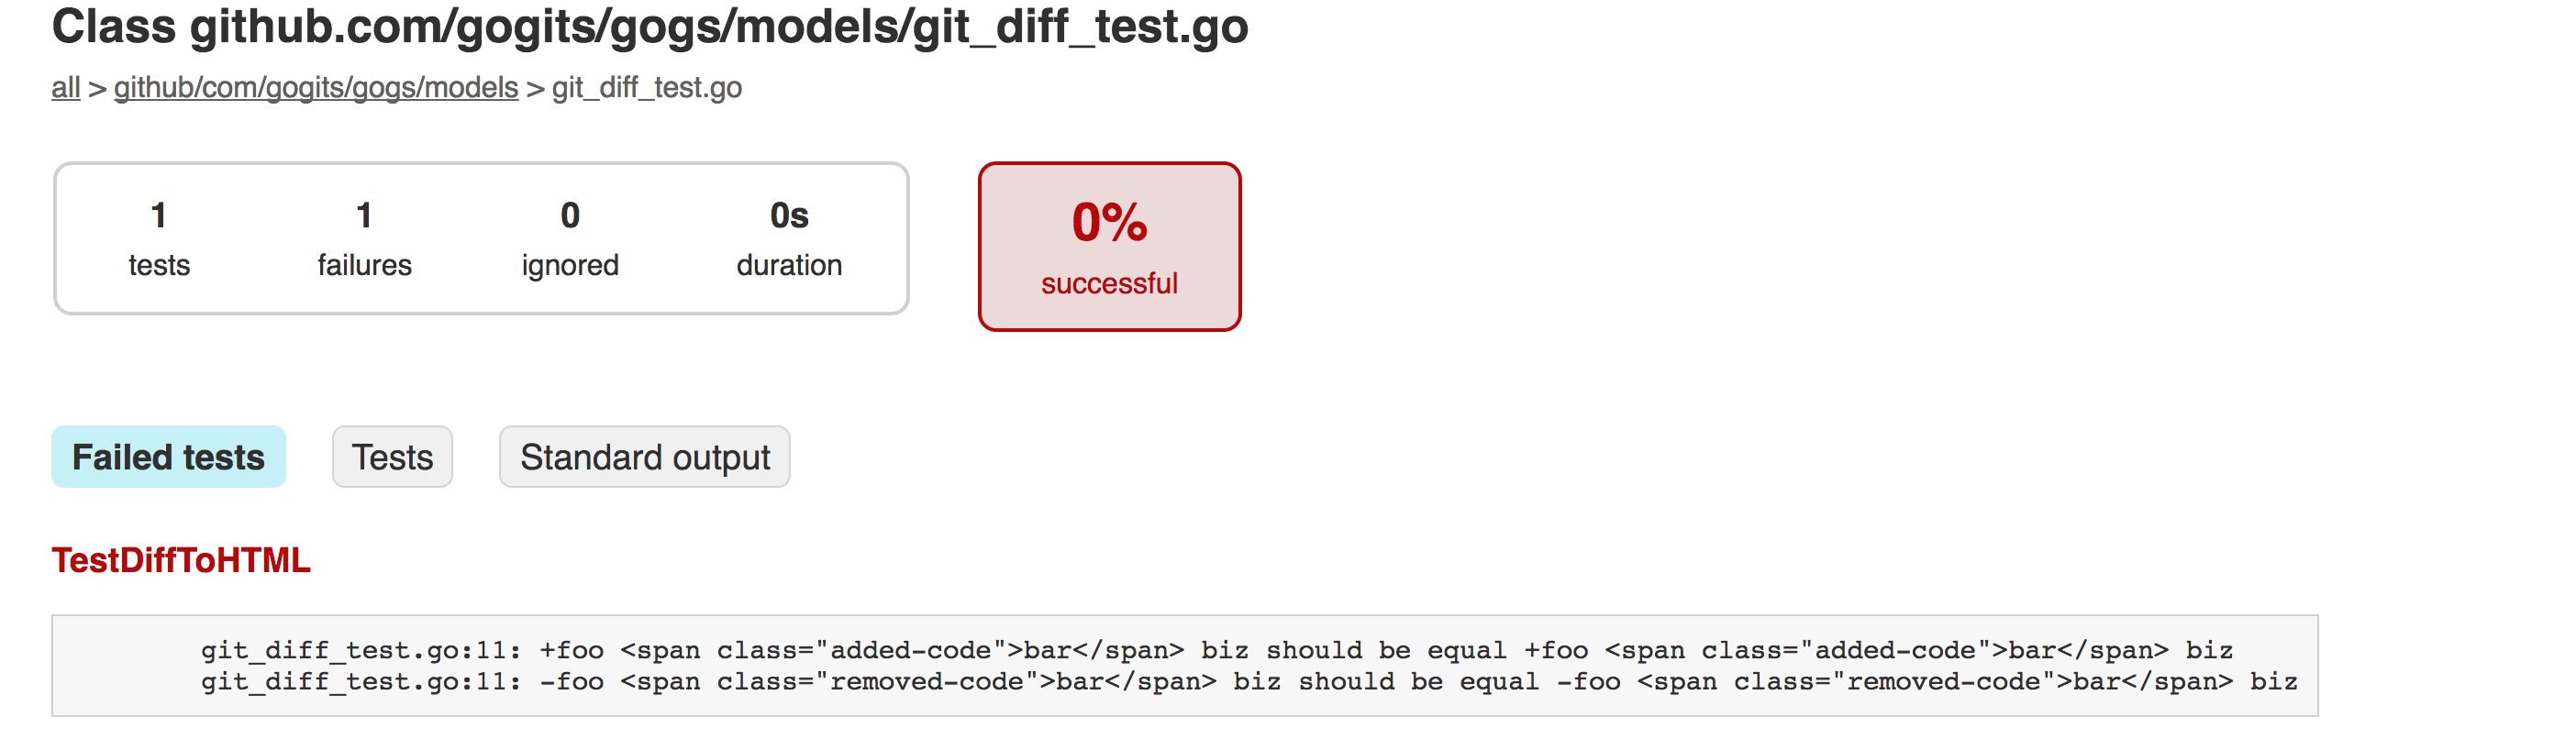 Class github.com/gogits/gogs/models/git_diff_test.go
all > github/com/gogits/gogs/models > git_diff_test.go
1 1 0 0s
tests failures ignored duration
0%
successful
Failed tests Tests Standard output
TestDiffToHTML
git_diff_test.go:11: +foo <span class="added-code">bar</span> biz should be equal +foo <span class="added-code">bar</span> biz
git_diff_test.go:11: -foo <span class="removed-code">bar</span> biz should be equal -foo <span class="removed-code">bar</span> biz